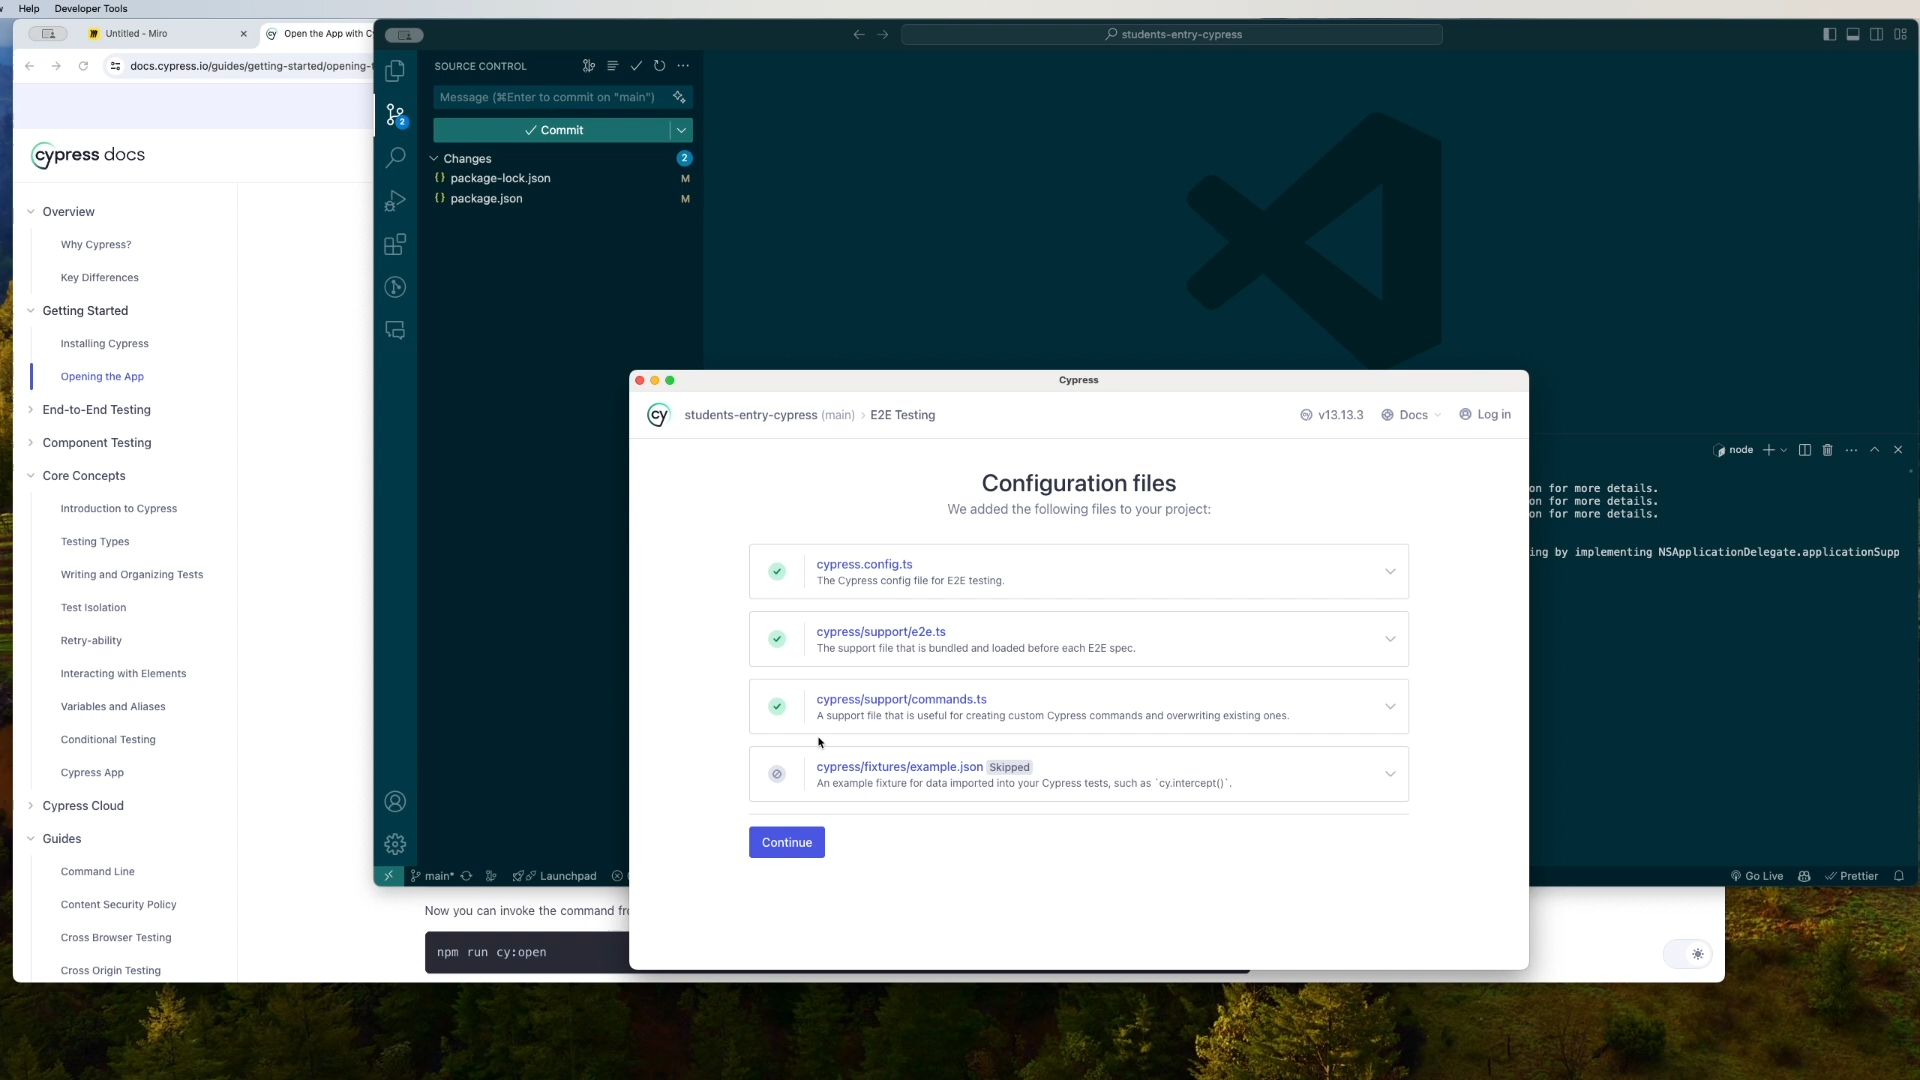 Help Developer Tools
Untitled - Miro
Open the App with Cy
docs.cypress.io/guides/getting-started/opening-t
cypress docs
Overview
Why Cypress?
Key Differences
Getting Started
Installing Cypress
Opening the App
End-to-End Testing
Component Testing
Core Concepts
Introduction to Cypress
Testing Types
Writing and Organizing Tests
Test Isolation
Retry-ability
Interacting with Elements
Variables and Aliases
Conditional Testing
Cypress App
Cypress Cloud
Guides
Command Line
Content Security Policy
Cross Browser Testing
Cross Origin Testing
students-entry-cypress
SOURCE CONTROL
Message (⌘Enter to commit on "main")
Commit
Changes 2
{} package-lock.json M
{} package.json M
2
node
on for more details.
on for more details.
on for more details.
ing by implementing NSApplicationDelegate.applicationSupp
main*
Launchpad
Go Live
Prettier
Cypress
cy
students-entry-cypress (main) > E2E Testing
v13.13.3
Docs
Log in
Configuration files
We added the following files to your project:
cypress.config.ts
The Cypress config file for E2E testing.
cypress/support/e2e.ts
The support file that is bundled and loaded before each E2E spec.
cypress/support/commands.ts
A support file that is useful for creating custom Cypress commands and overwriting existing ones.
cypress/fixtures/example.json Skipped
An example fixture for data imported into your Cypress tests, such as `cy.intercept()`.
Continue
Now you can invoke the command fr
npm run cy:open